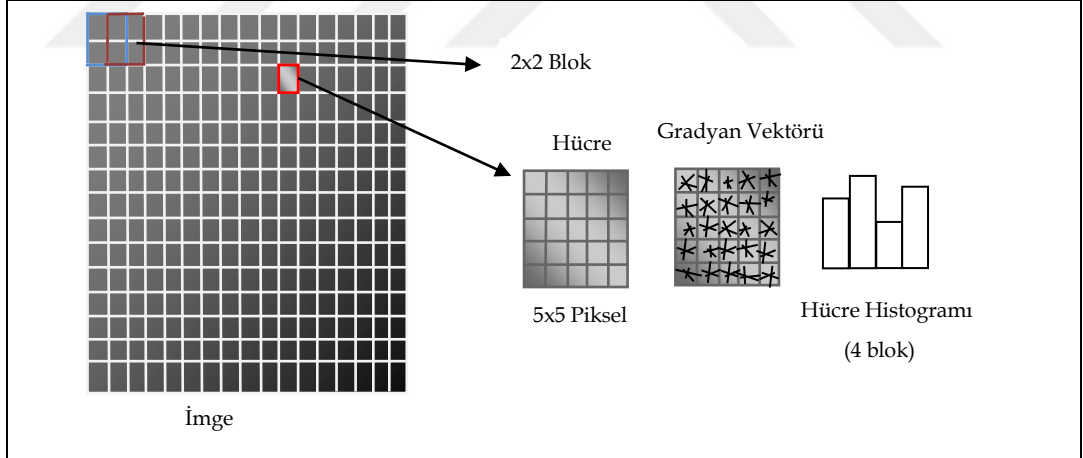 2x2 Blok
Hücre
Gradyan Vektörü
5x5 Piksel
Hücre Histogramı
(4 blok)
İmge